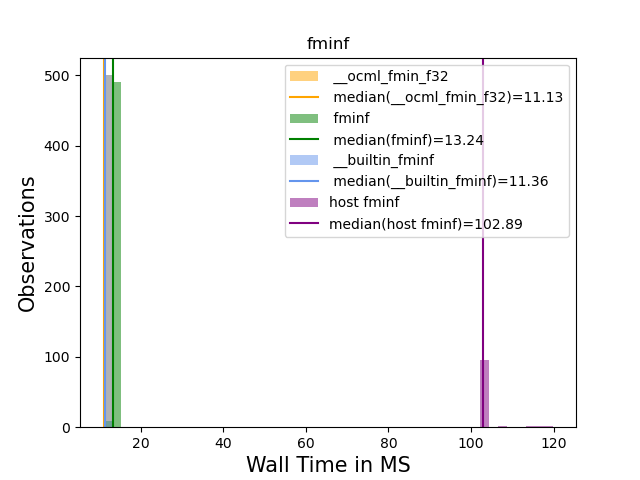 fminf
500
400
300
200
100
0
Observations
__ocml_fmin_f32
median(__ocml_fmin_f32)=11.13
fminf
median(fminf)=13.24
__builtin_fminf
median(__builtin_fminf)=11.36
host fminf
median(host fminf)=102.89
20 40 60 80 100 120
Wall Time in MS